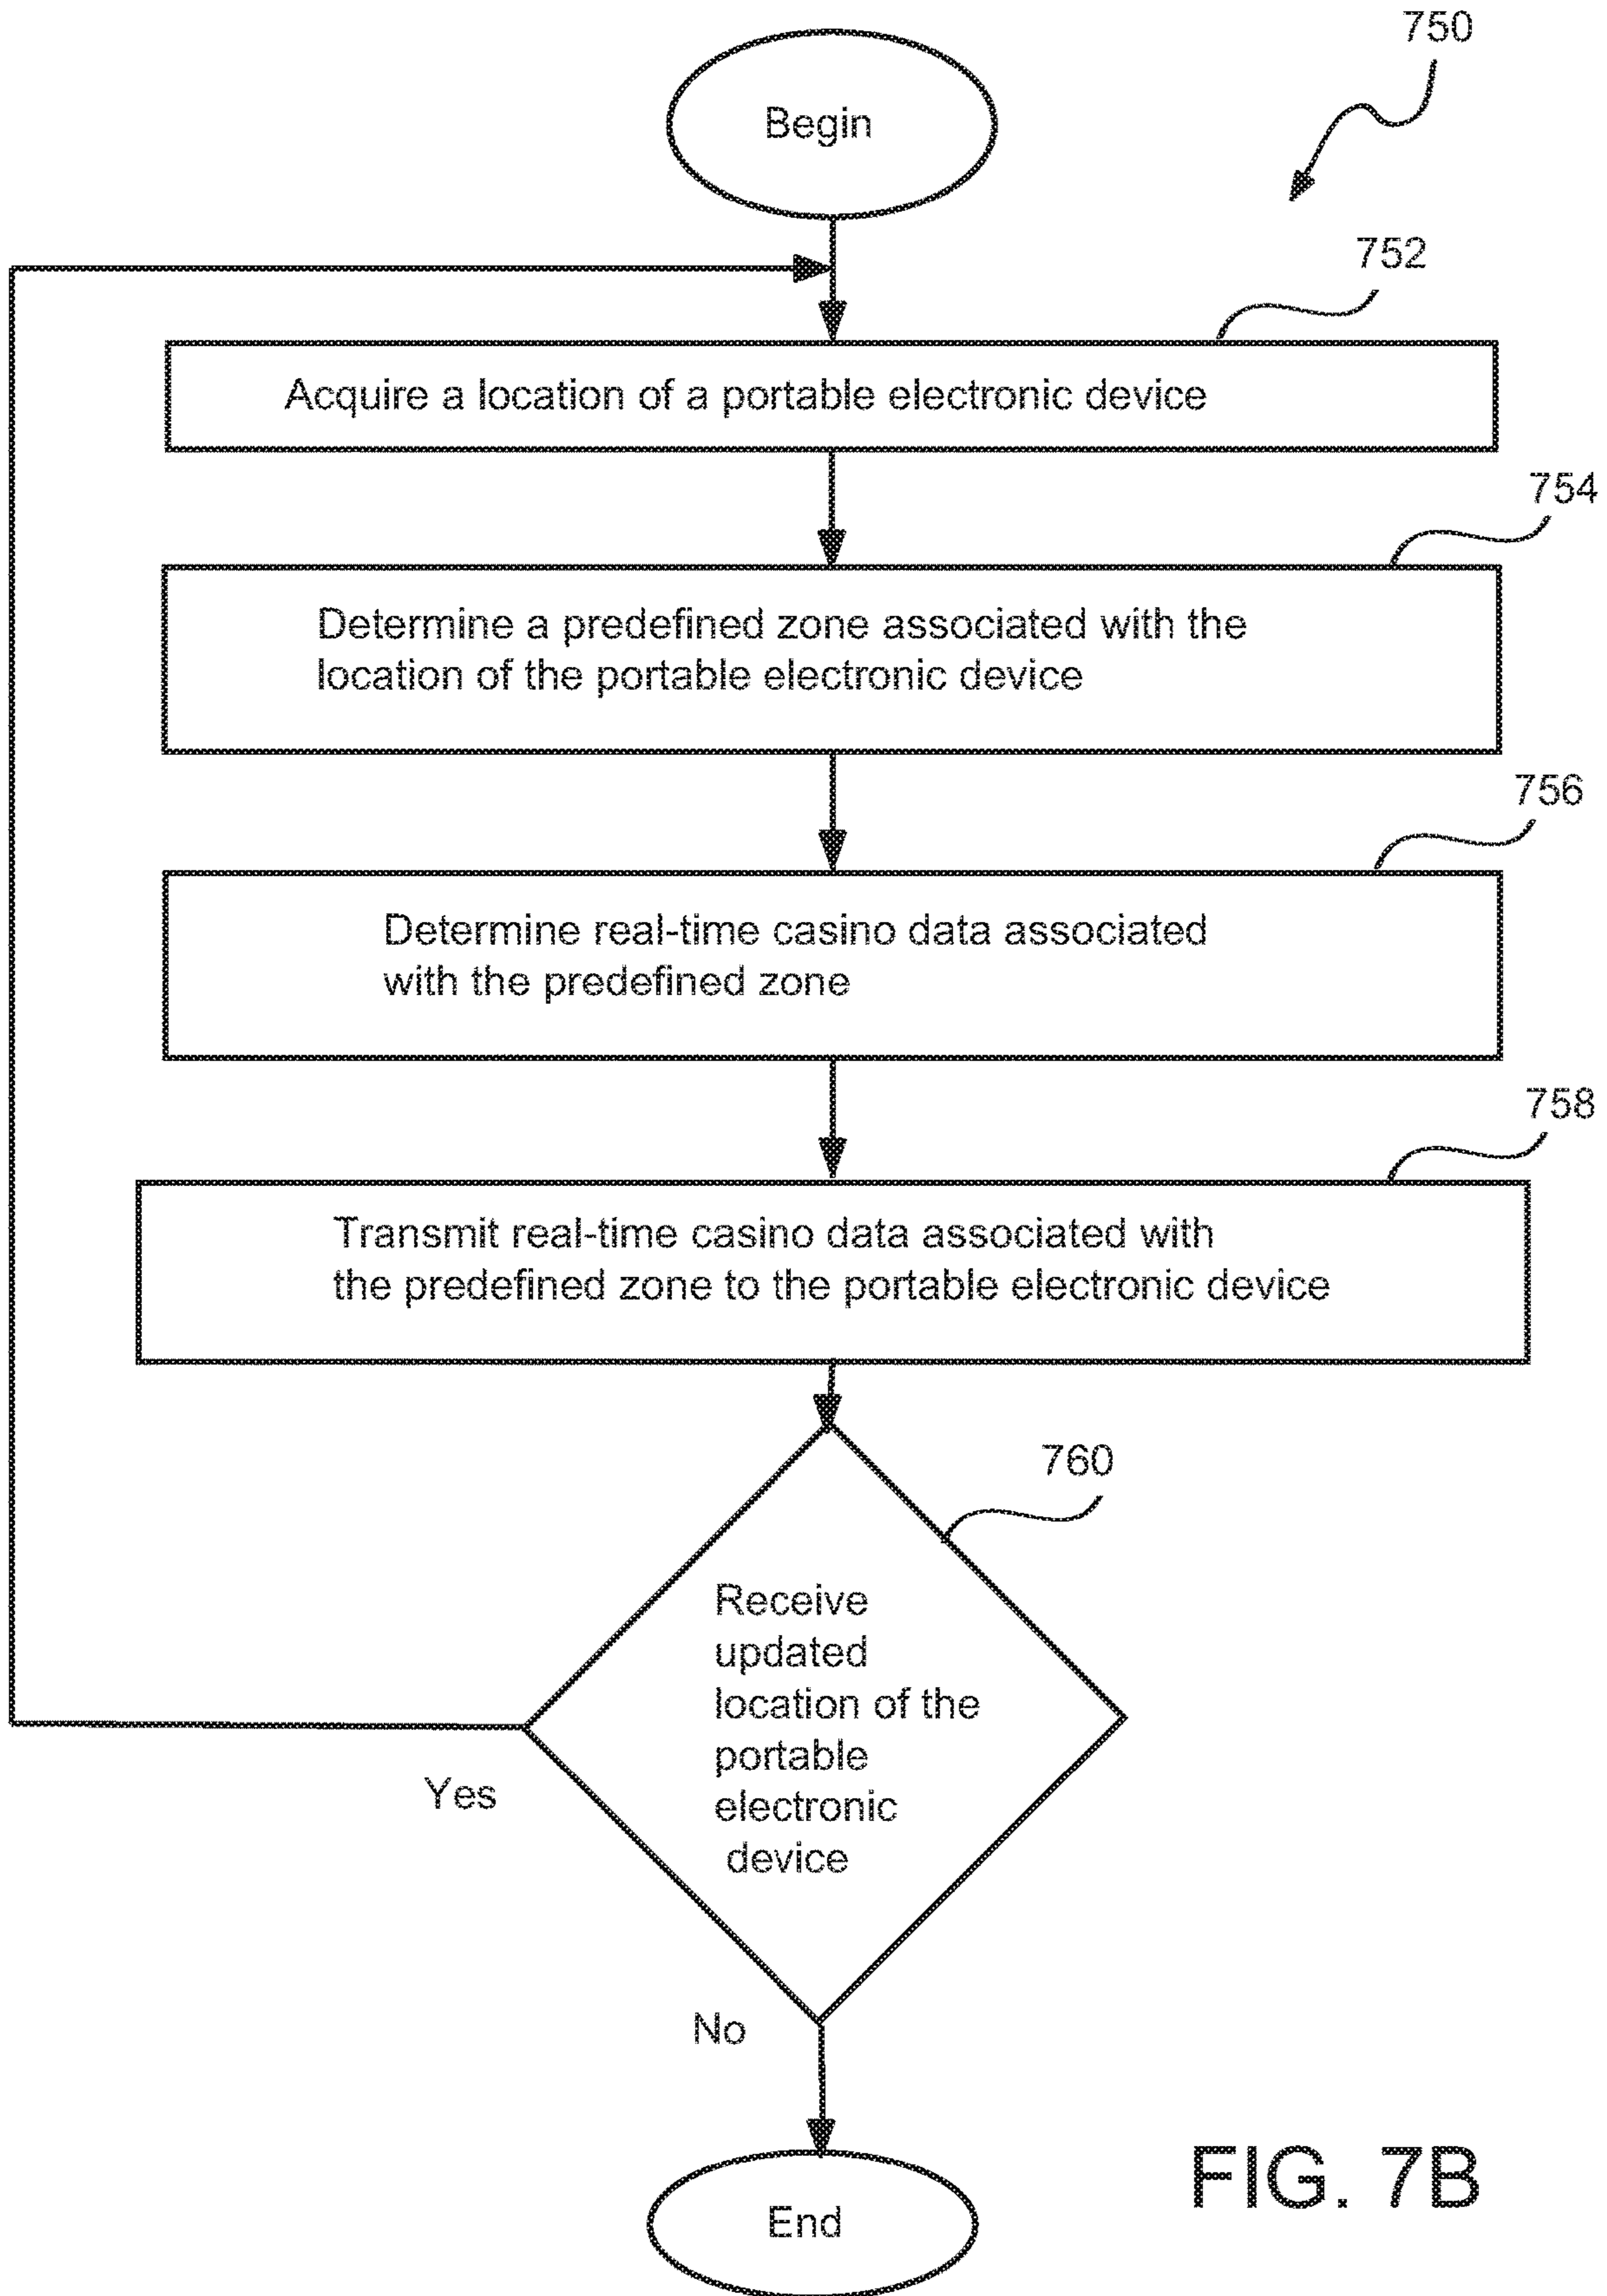 750
Begin
752
Acquire a location of a portable electronic device
754
Determine a predefined zone associated with the
location of the portable electronic device
756
Determine real-time casino data associated
with the predefined zone
758
Transmit real-time casino data associated with
the predefined zone to the portable electronic device
760
Receive
updated
location of the
portable
electronic
device
Yes
No
End
FIG. 7B